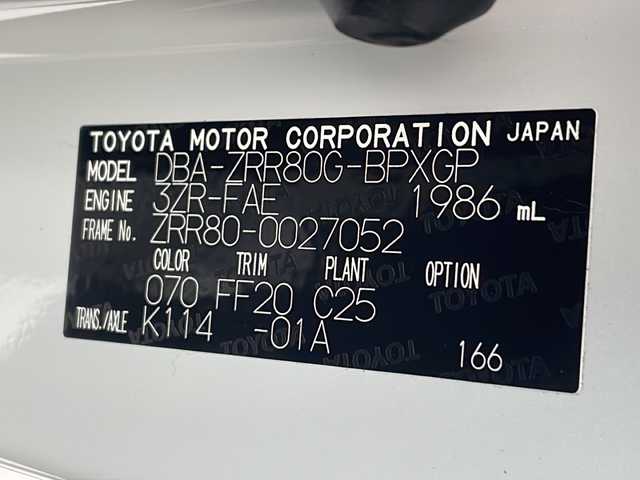 TOYOTA MOTOR CORPORATION JAPAN
MODEL DBA-ZRR80G-BPXGP
ENGINE 3ZR-FAE 1986 mL
FRAME No. ZRR80-0027052
COLOR TRIM PLANT OPTION
070 FF20 C25
TRANS./AXLE K114 -01A
166